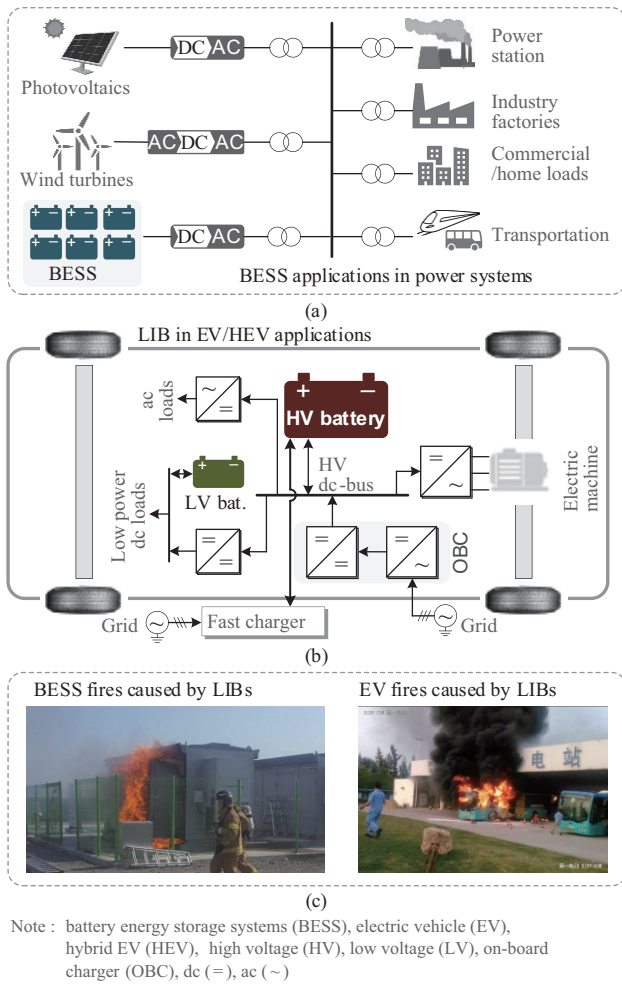 DC AC
Photovoltaics
AC DC AC
Wind turbines
+ − + − + −
+ − + − + −
BESS
DC AC
Power
station
Industry
factories
Commercial
/home loads
Transportation
BESS applications in power systems
(a)
LIB in EV/HEV applications
ac
loads
~
=
+ −
HV battery
HV
dc-bus
+ −
LV bat.
Low power
dc loads
=
=
=
~
Electric
machine
=
=
=
~
OBC
Grid
~
Fast charger
~
Grid
(b)
BESS fires caused by LIBs
EV fires caused by LIBs
电站
(c)
Note : battery energy storage systems (BESS), electric vehicle (EV),
hybrid EV (HEV), high voltage (HV), low voltage (LV), on-board
charger (OBC), dc (=), ac (~)